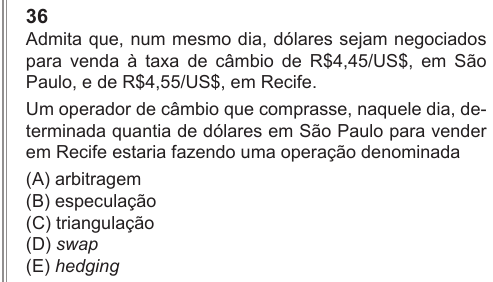 36
Admita que, num mesmo dia, dólares sejam negociados
para venda à taxa de câmbio de R$4,45/US$, em São
Paulo, e de R$4,55/US$, em Recife.
Um operador de câmbio que comprasse, naquele dia, de-
terminada quantia de dólares em São Paulo para vender
em Recife estaria fazendo uma operação denominada
(A) arbitragem
(B) especulação
(C) triangulação
(D) swap
(E) hedging